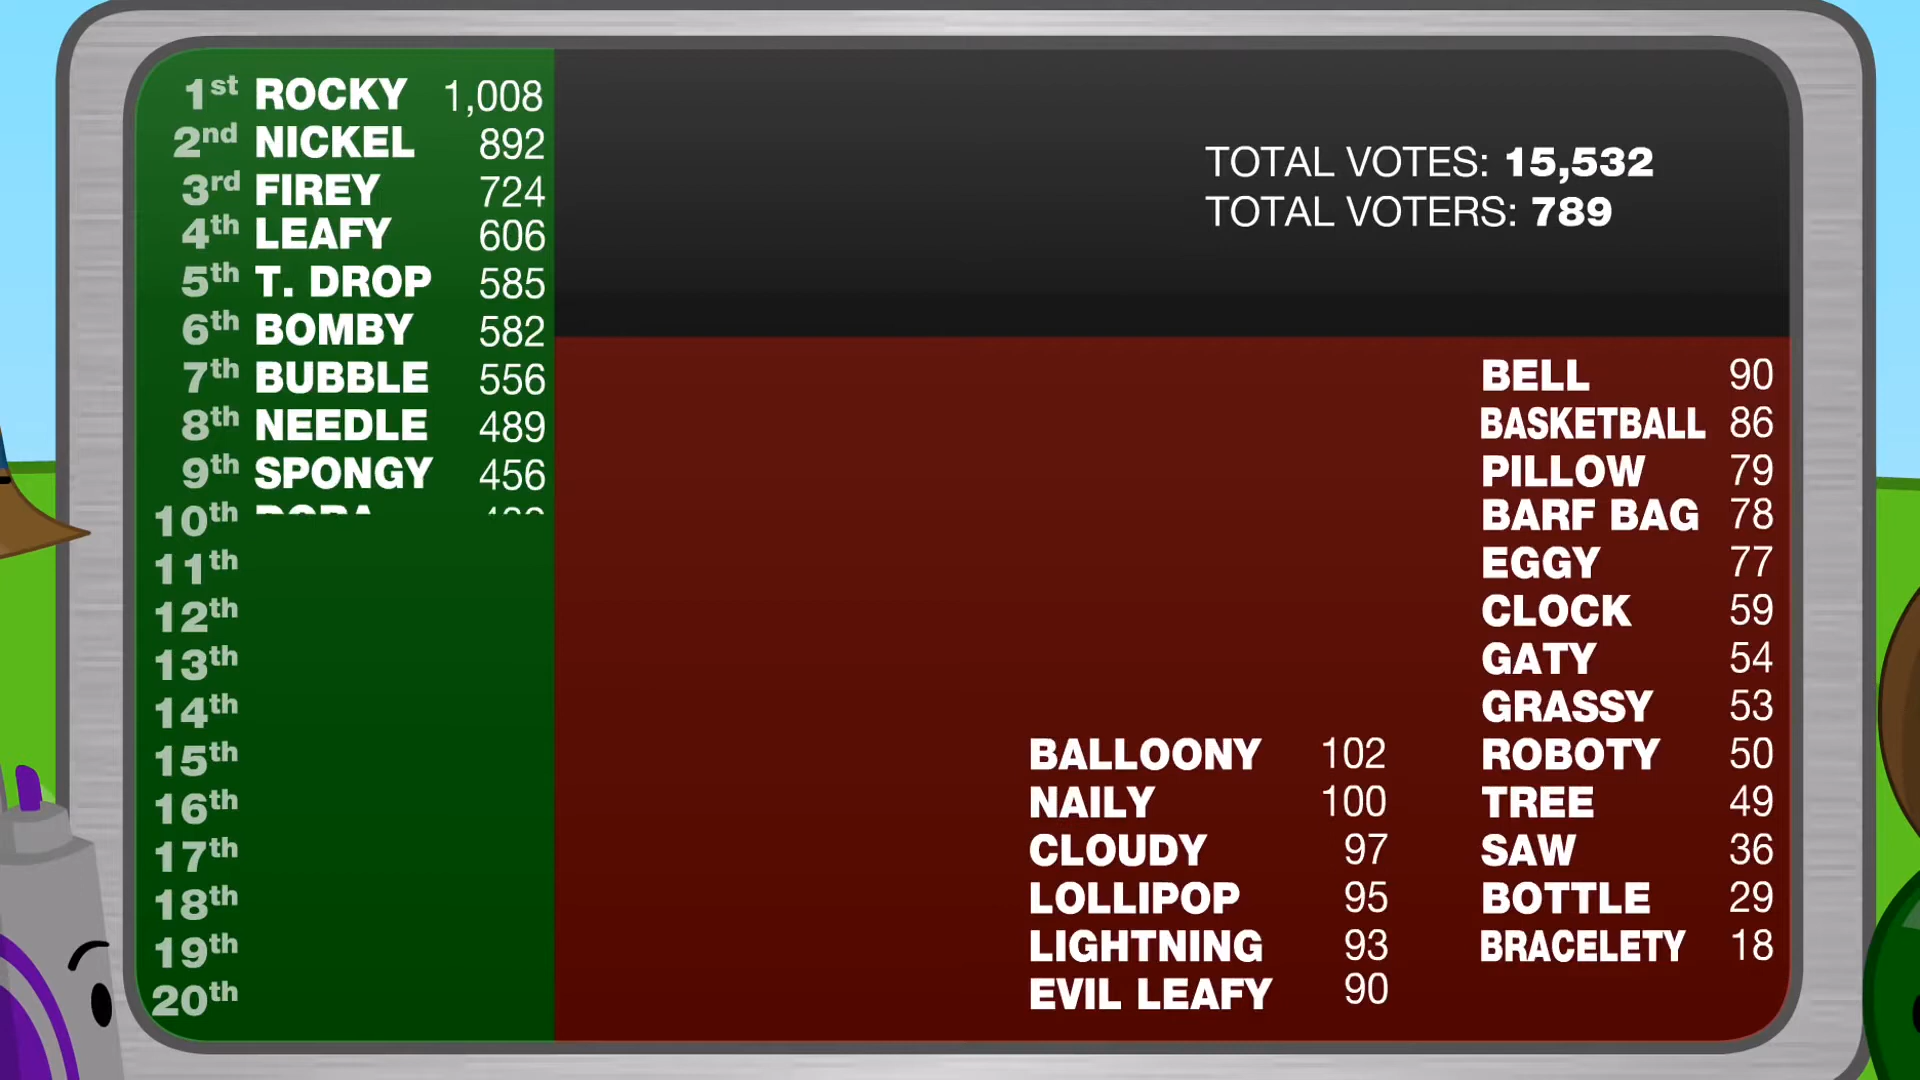 1st ROCKY 1,008
2nd NICKEL 892
3rd FIREY 724
4th LEAFY 606
5th T. DROP 585
6th BOMBY 582
7th BUBBLE 556
8th NEEDLE 489
9th SPONGY 456
10th
11th
12th
13th
14th
15th
16th
17th
18th
19th
20th
TOTAL VOTES: 15,532
TOTAL VOTERS: 789
BALLOONY 102
NAILY 100
CLOUDY 97
LOLLIPOP 95
LIGHTNING 93
EVIL LEAFY 90
BELL 90
BASKETBALL 86
PILLOW 79
BARF BAG 78
EGGY 77
CLOCK 59
GATY 54
GRASSY 53
ROBOTY 50
TREE 49
SAW 36
BOTTLE 29
BRACELETY 18